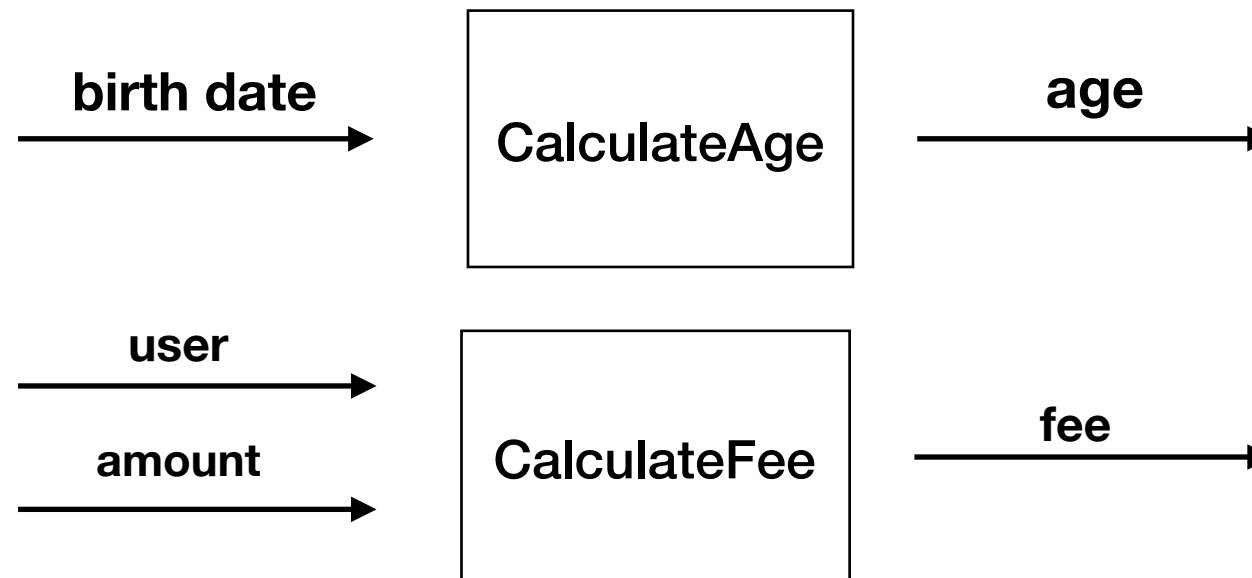 birth date
CalculateAge
age
user
amount
CalculateFee
fee